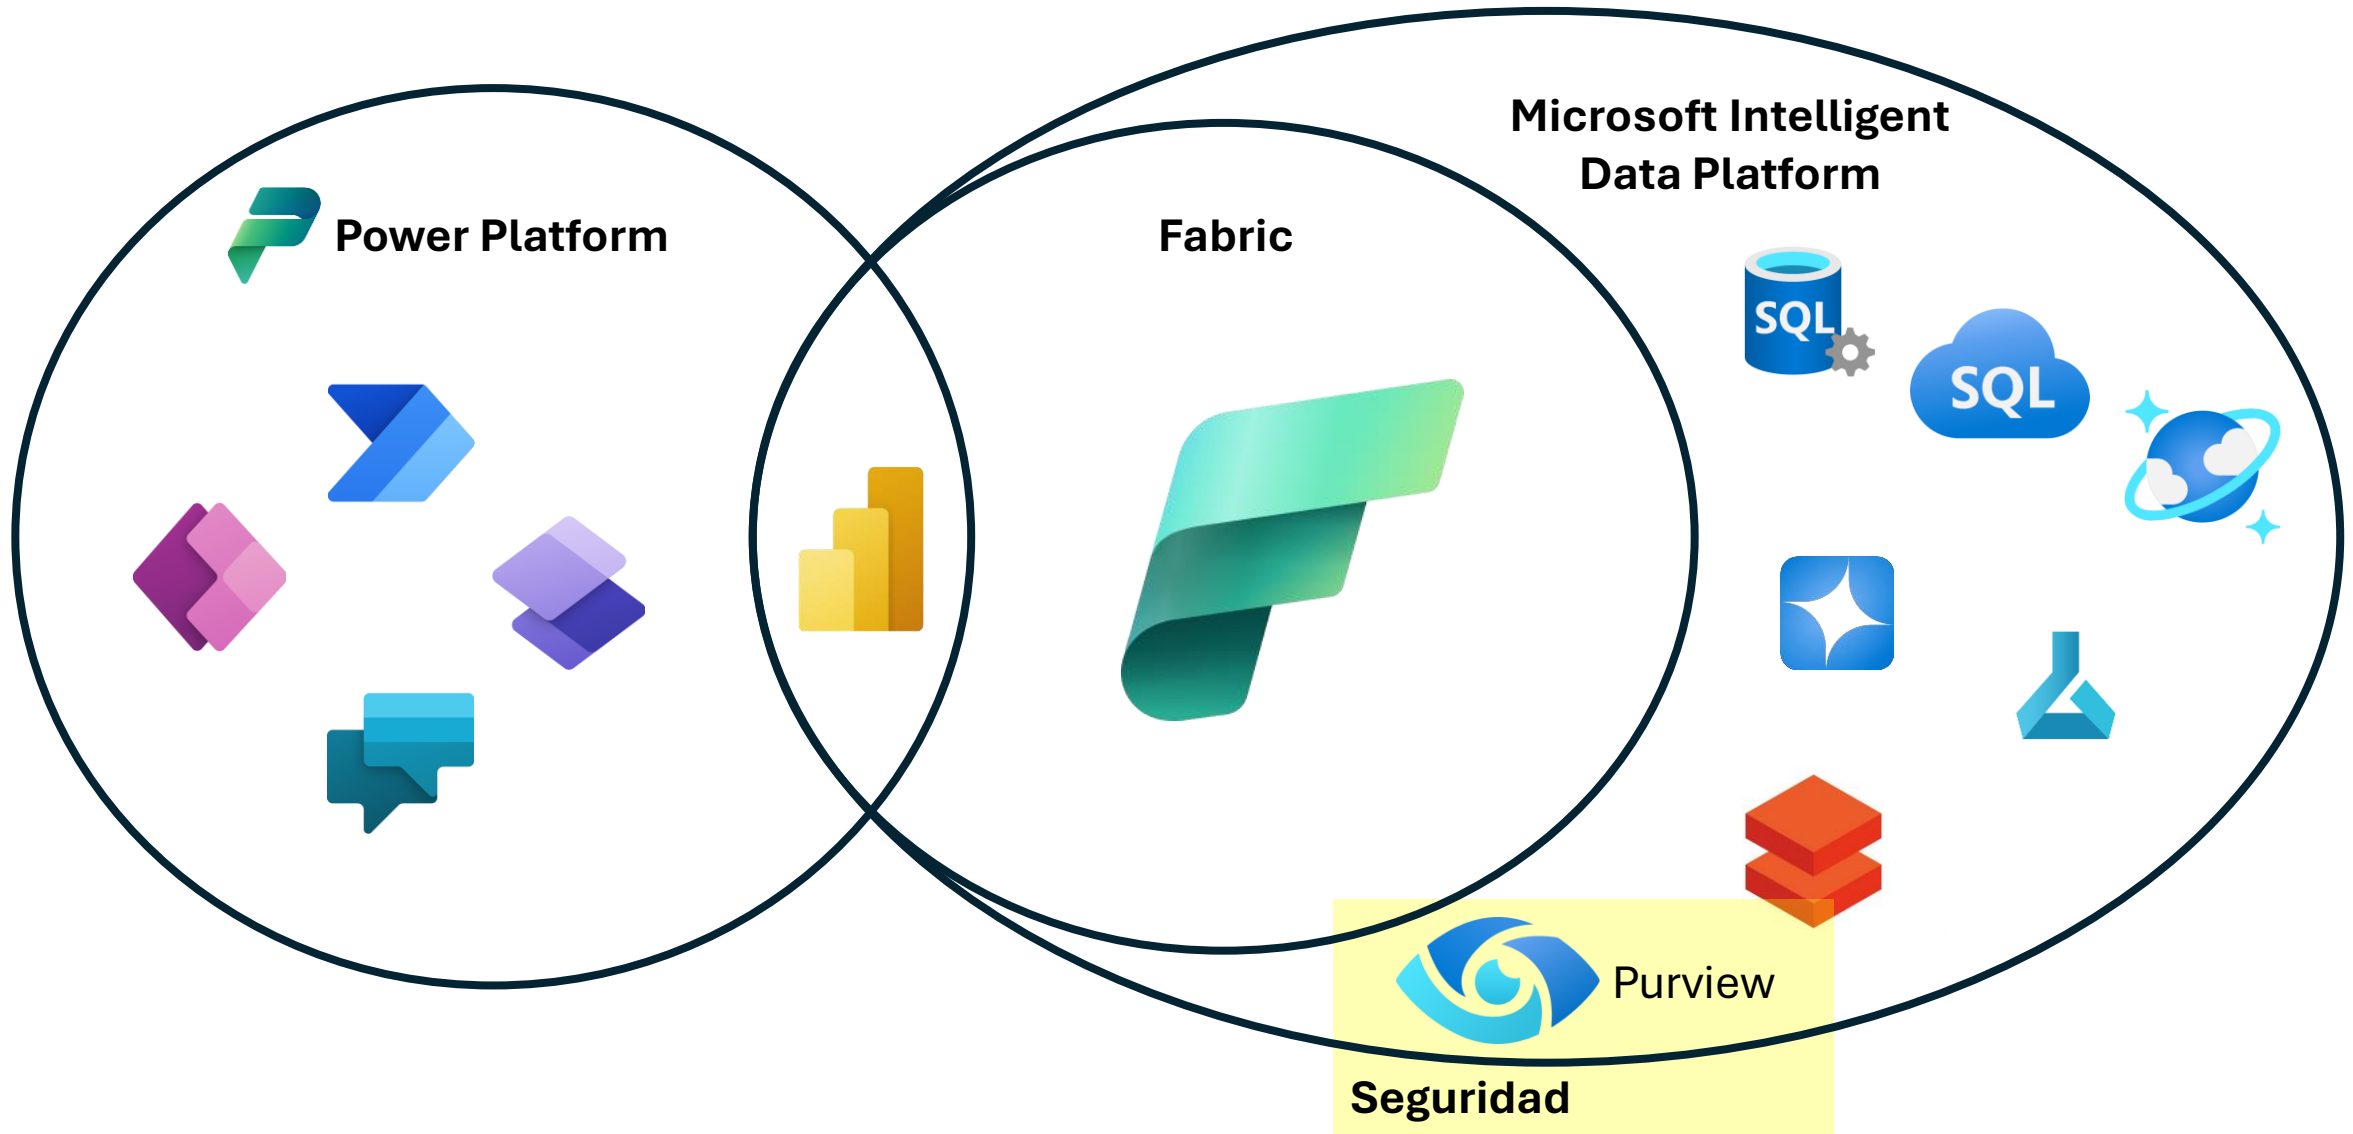 Microsoft Intelligent
Data Platform
Power Platform
Fabric
SQL
SQL
Purview
Seguridad